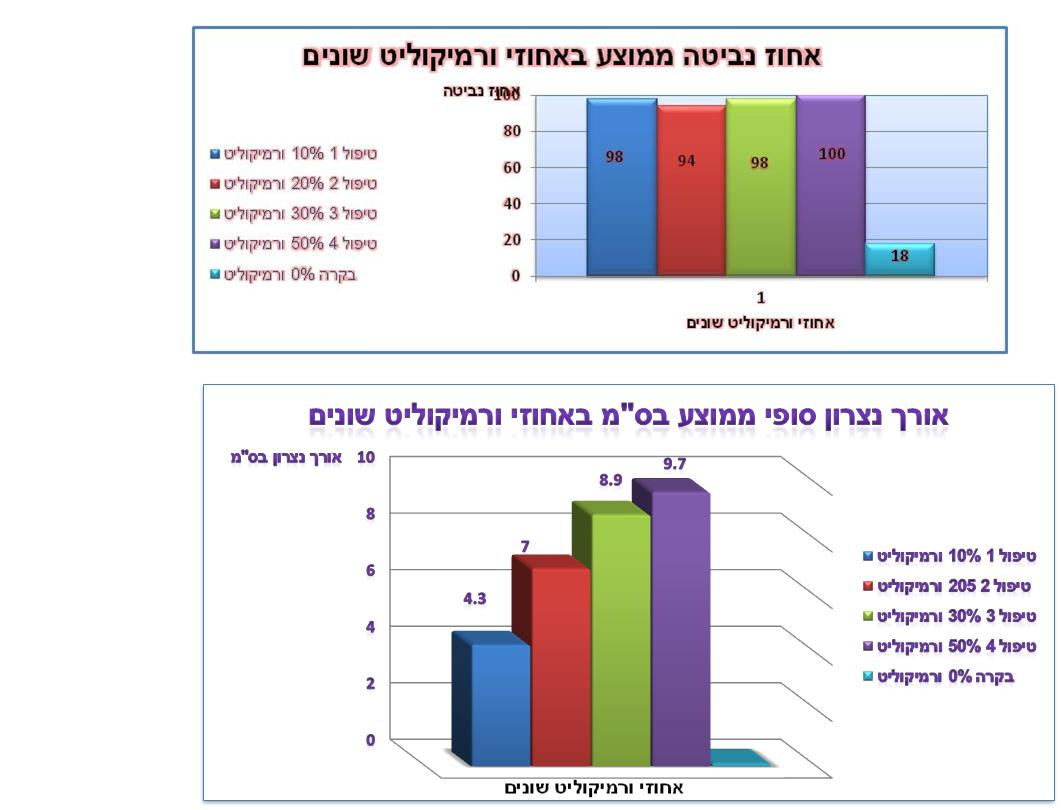 אחוז נביטה ממוצע באחוזי ורמיקוליט שונים
אחוז נביטה
100
80
60
40
20
0
98
94
98
100
18
1
אחוזי ורמיקוליט שונים
טיפול 1 10% ורמיקוליט
טיפול 2 20% ורמיקוליט
טיפול 3 30% ורמיקוליט
טיפול 4 50% ורמיקוליט
בקרה 0% ורמיקוליט
אורך נצרון סופי ממוצע בס"מ באחוזי ורמיקוליט שונים
אורך נצרון בס"מ
10
8
6
4
2
0
4.3
7
8.9
9.7
אחוזי ורמיקוליט שונים
טיפול 1 10% ורמיקוליט
טיפול 2 205 ורמיקוליט
טיפול 3 30% ורמיקוליט
טיפול 4 50% ורמיקוליט
בקרה 0% ורמיקוליט